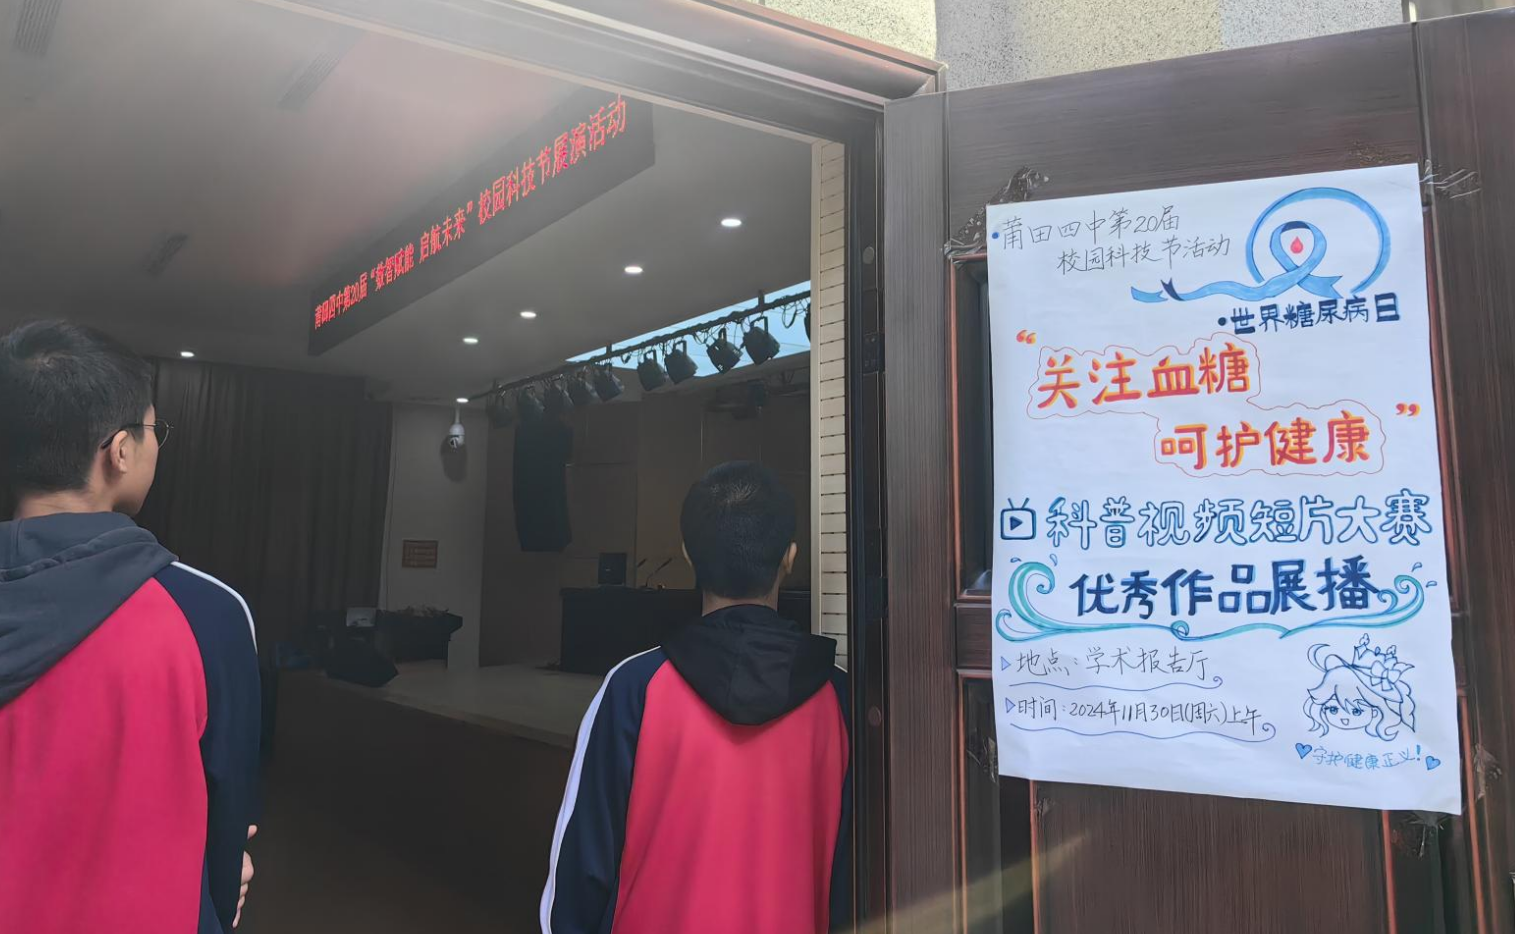 莆田四中第20届“数智赋能 启航未来”校园科技节展演活动
莆田四中第20届
校园科技节活动
·世界糖尿病日
“关注血糖
呵护健康”
科普视频短片大赛
优秀作品展播
地点：学术报告厅
时间：2024年11月30日(周六)上午
守护健康正义！